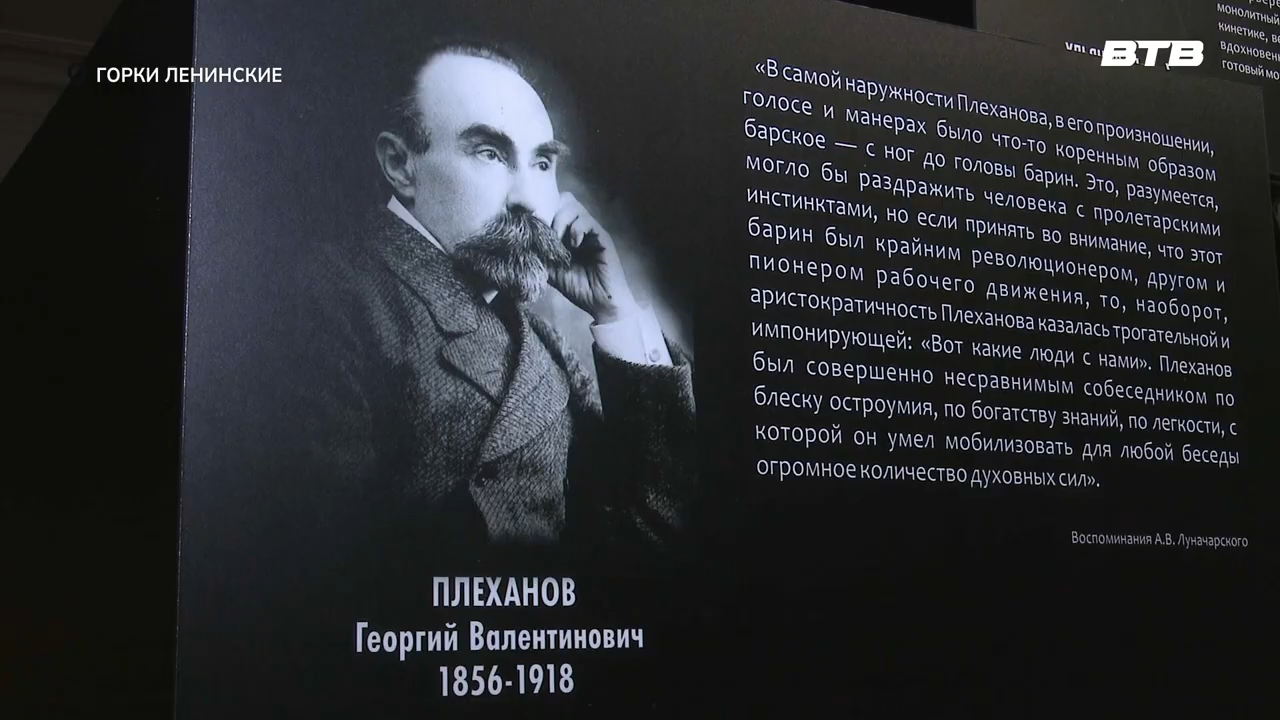 ГОРКИ ЛЕНИНСКИЕ
ВТВ
монолитный
кинетике,
готовый
«В самой наружности Плеханова, в его произношении,
голосе и манерах было что-то коренным образом
барское — с ног до головы барин. Это, разумеется,
могло бы раздражить человека с пролетарскими
инстинктами, но если принять во внимание, что этот
барин был крайним революционером, другом и
пионером рабочего движения, то, наоборот,
аристократичность Плеханова казалась трогательной и
импонирующей: «Вот какие люди с нами». Плеханов
был совершенно несравнимым собеседником по
блеску остроумия, по богатству знаний, по легкости, с
которой он умел мобилизовать для любой беседы
огромное количество духовных сил».
Воспоминания А.В. Луначарского
ПЛЕХАНОВ
Георгий Валентинович
1856-1918